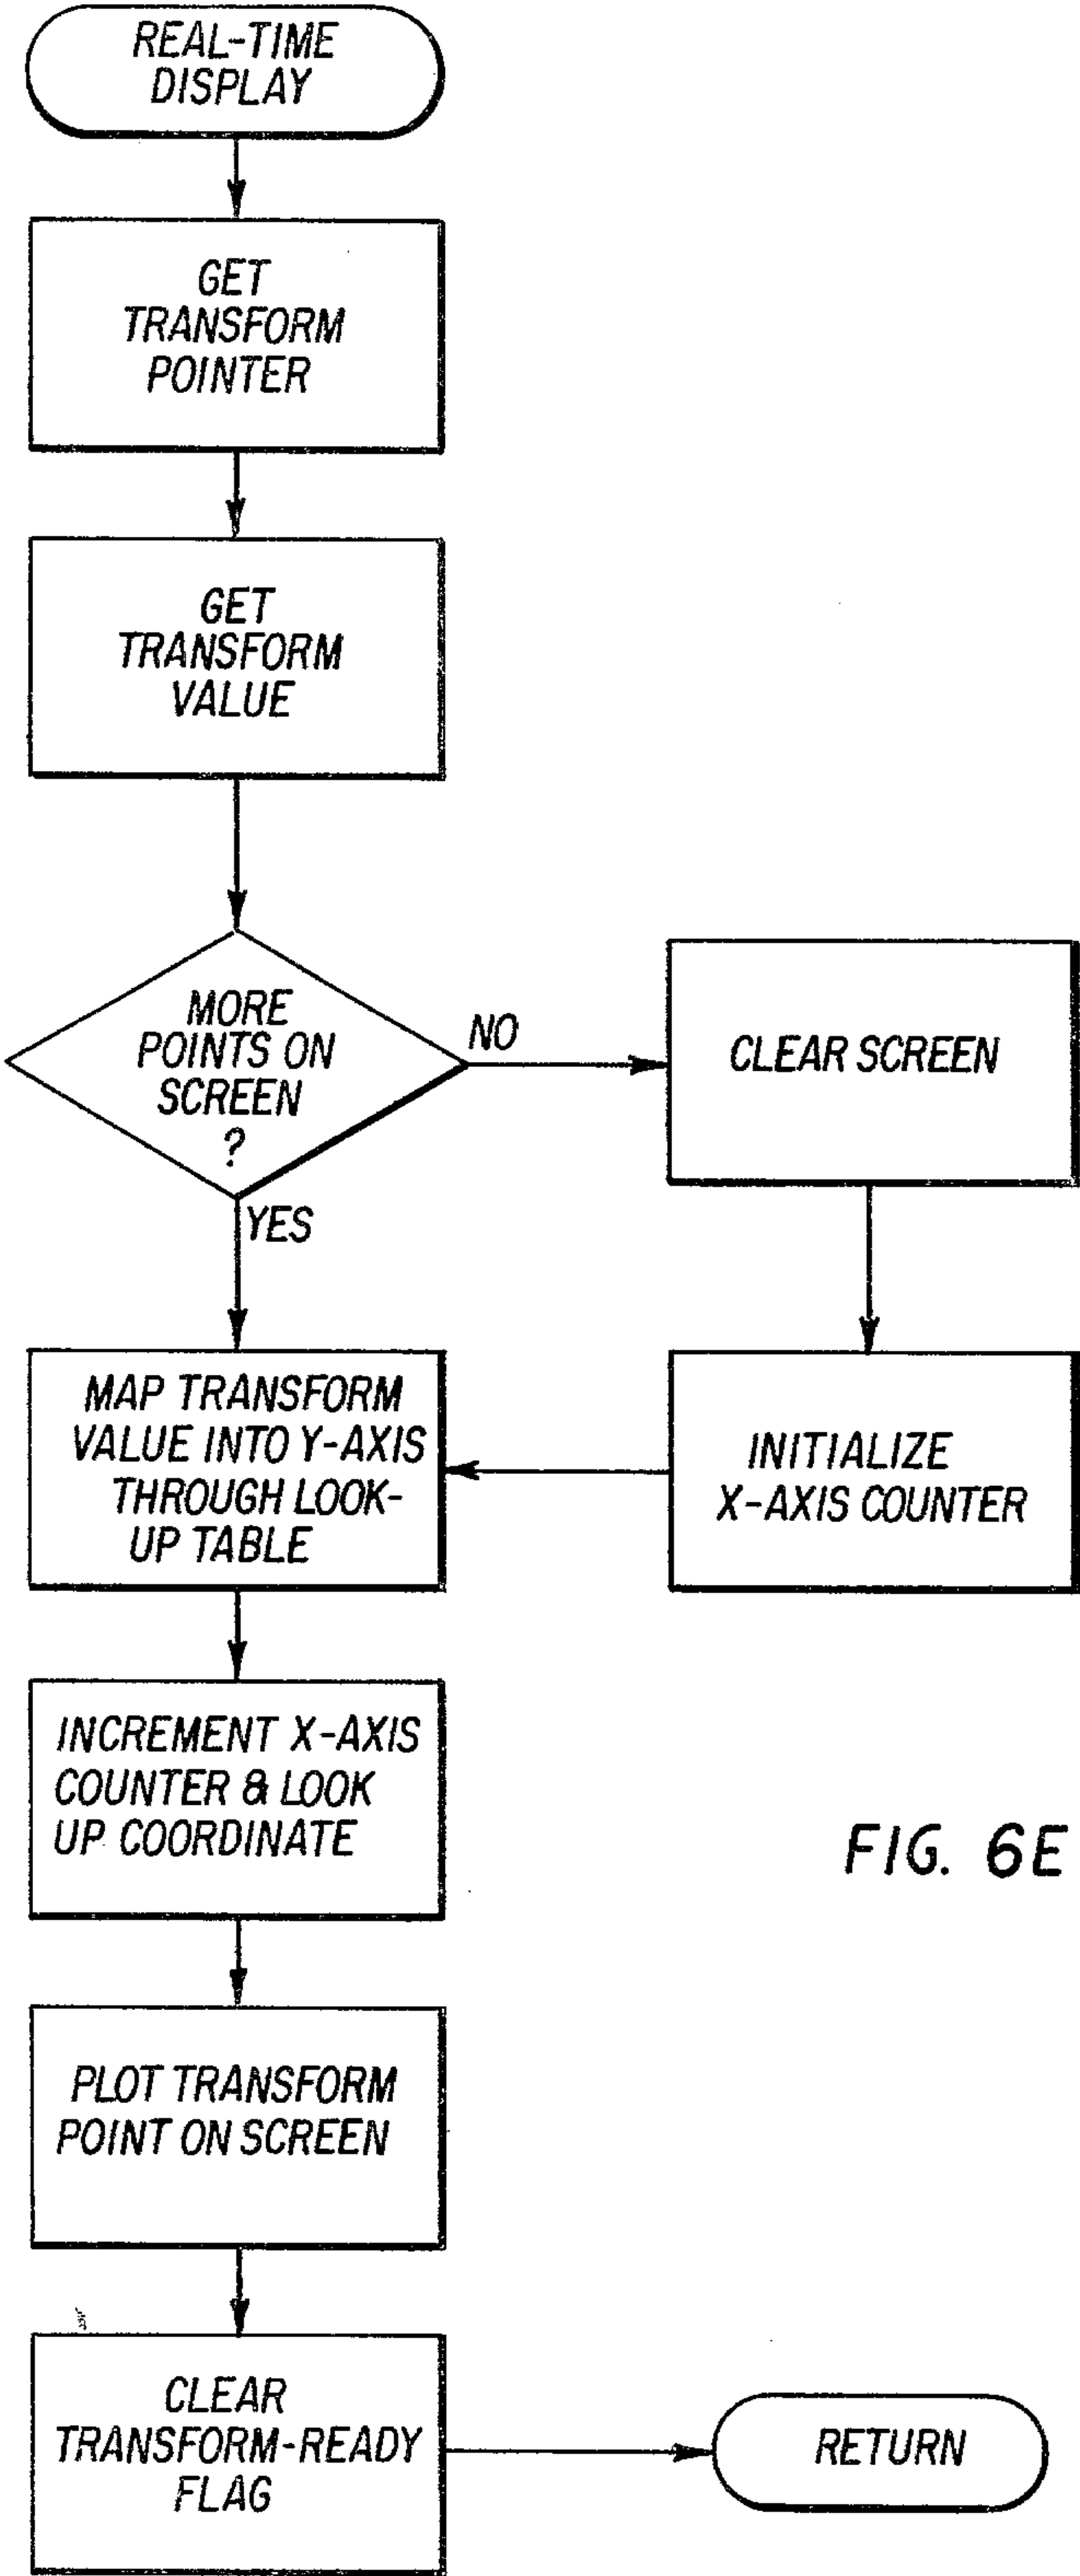 REAL-TIME
DISPLAY
GET
TRANSFORM
POINTER
GET
TRANSFORM
VALUE
MORE
POINTS ON
SCREEN
?
NO
CLEAR SCREEN
YES
MAP TRANSFORM
VALUE INTO Y-AXIS
THROUGH LOOK-
UP TABLE
INITIALIZE
X-AXIS COUNTER
INCREMENT X-AXIS
COUNTER & LOOK
UP COORDINATE
FIG. 6E
PLOT TRANSFORM
POINT ON SCREEN
CLEAR
TRANSFORM-READY
FLAG
RETURN